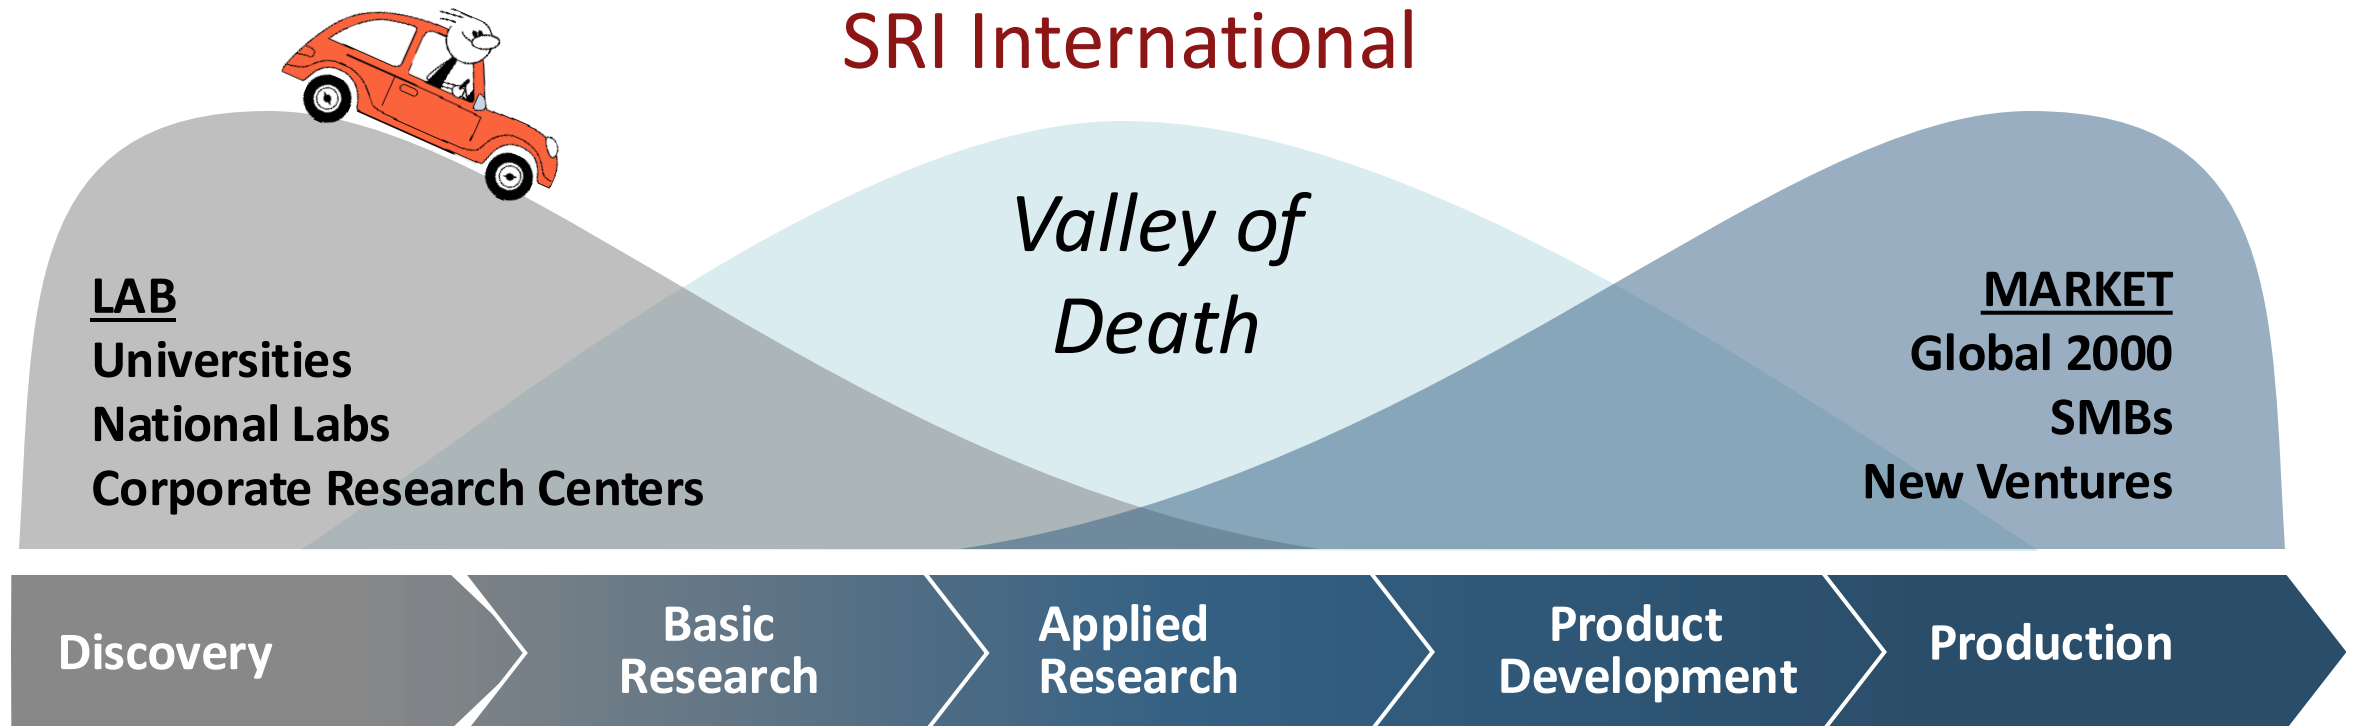 SRI International
Valley of
Death
LAB
Universities
National Labs
Corporate Research Centers
MARKET
Global 2000
SMBs
New Ventures
Discovery
Basic
Research
Applied
Research
Product
Development
Production